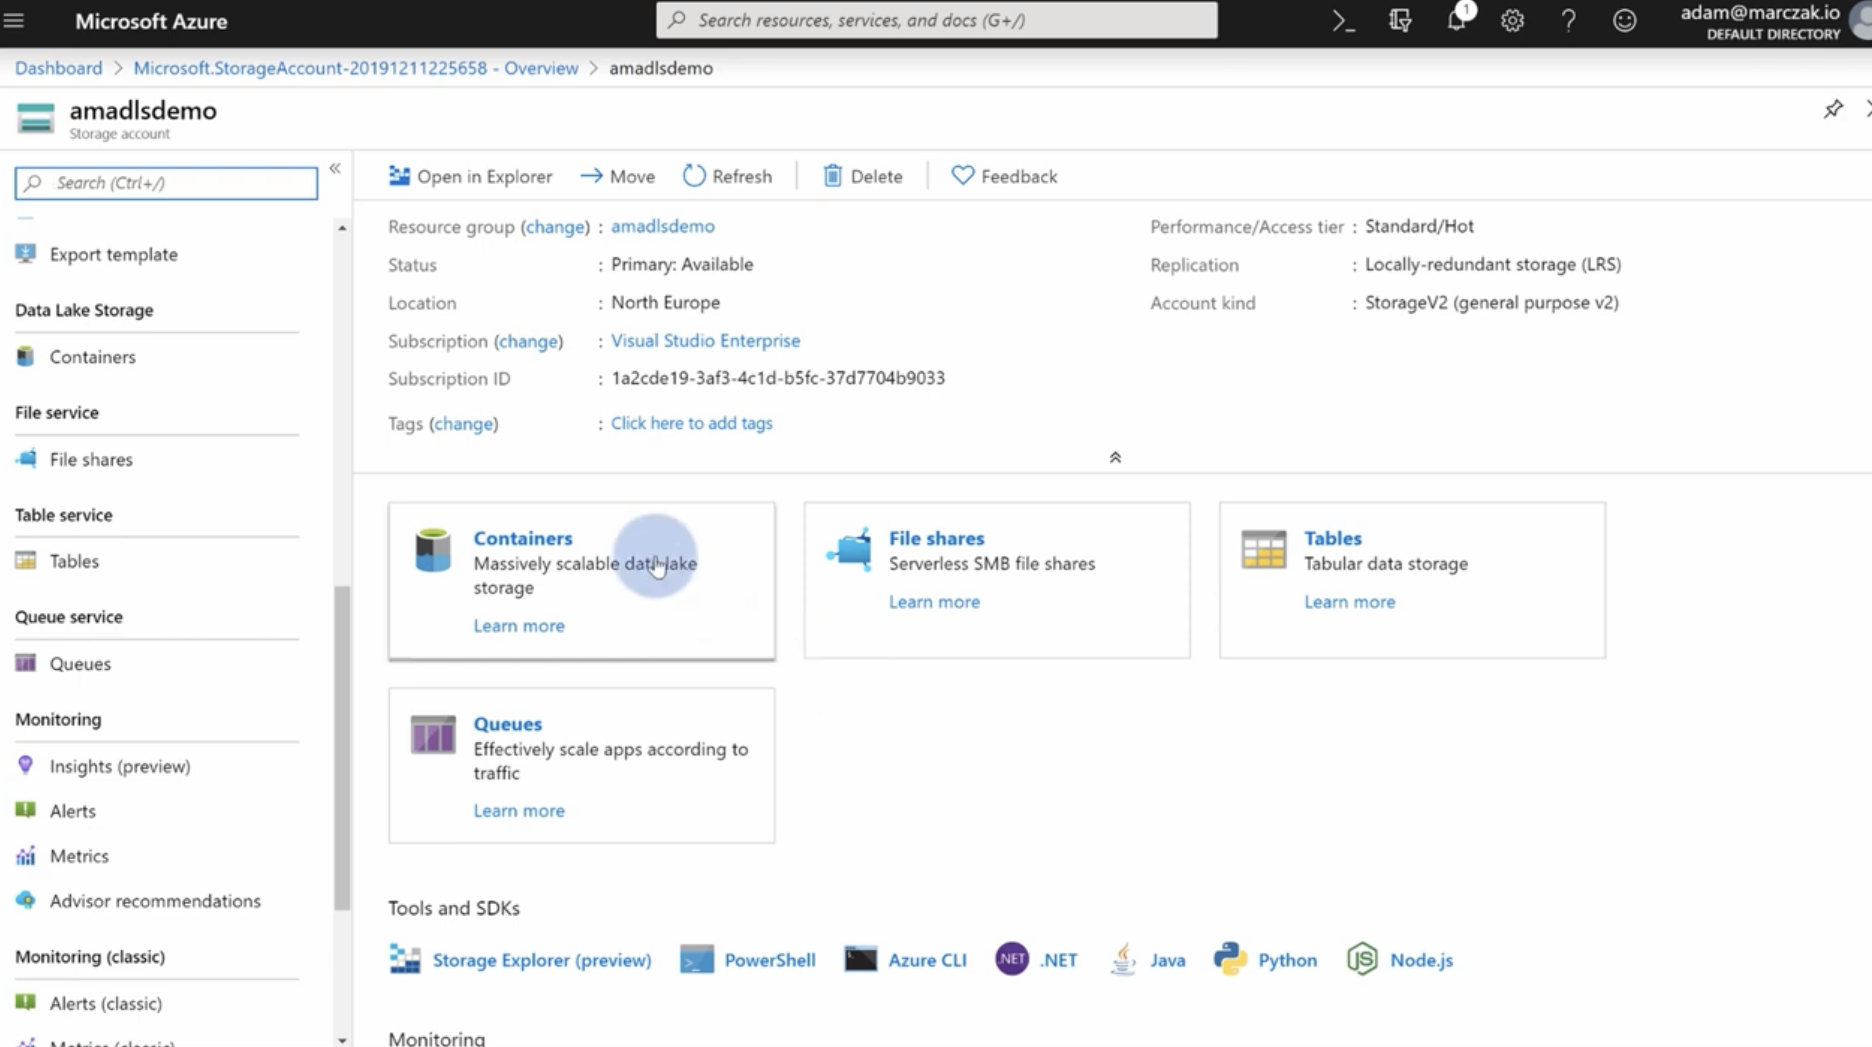 Microsoft Azure
Search resources, services, and docs (G+/)
1
adam@marczak.io
DEFAULT DIRECTORY
Dashboard > Microsoft.StorageAccount-20191211225658 - Overview > amadlsdemo
amadlsdemo
Storage account
Search (Ctrl+/)
«
Export template
Data Lake Storage
Containers
File service
File shares
Table service
Tables
Queue service
Queues
Monitoring
Insights (preview)
Alerts
Metrics
Advisor recommendations
Monitoring (classic)
Alerts (classic)
Metrics (classic)
Open in Explorer
Move
Refresh
Delete
Feedback
Resource group (change) : amadlsdemo
Status : Primary: Available
Location : North Europe
Subscription (change) : Visual Studio Enterprise
Subscription ID : 1a2cde19-3af3-4c1d-b5fc-37d7704b9033
Tags (change) : Click here to add tags
Performance/Access tier : Standard/Hot
Replication : Locally-redundant storage (LRS)
Account kind : StorageV2 (general purpose v2)
Containers
Massively scalable data lake
storage
Learn more
File shares
Serverless SMB file shares
Learn more
Tables
Tabular data storage
Learn more
Queues
Effectively scale apps according to
traffic
Learn more
Tools and SDKs
Storage Explorer (preview)
PowerShell
Azure CLI
.NET .NET
Java
Python
Node.js
Monitoring